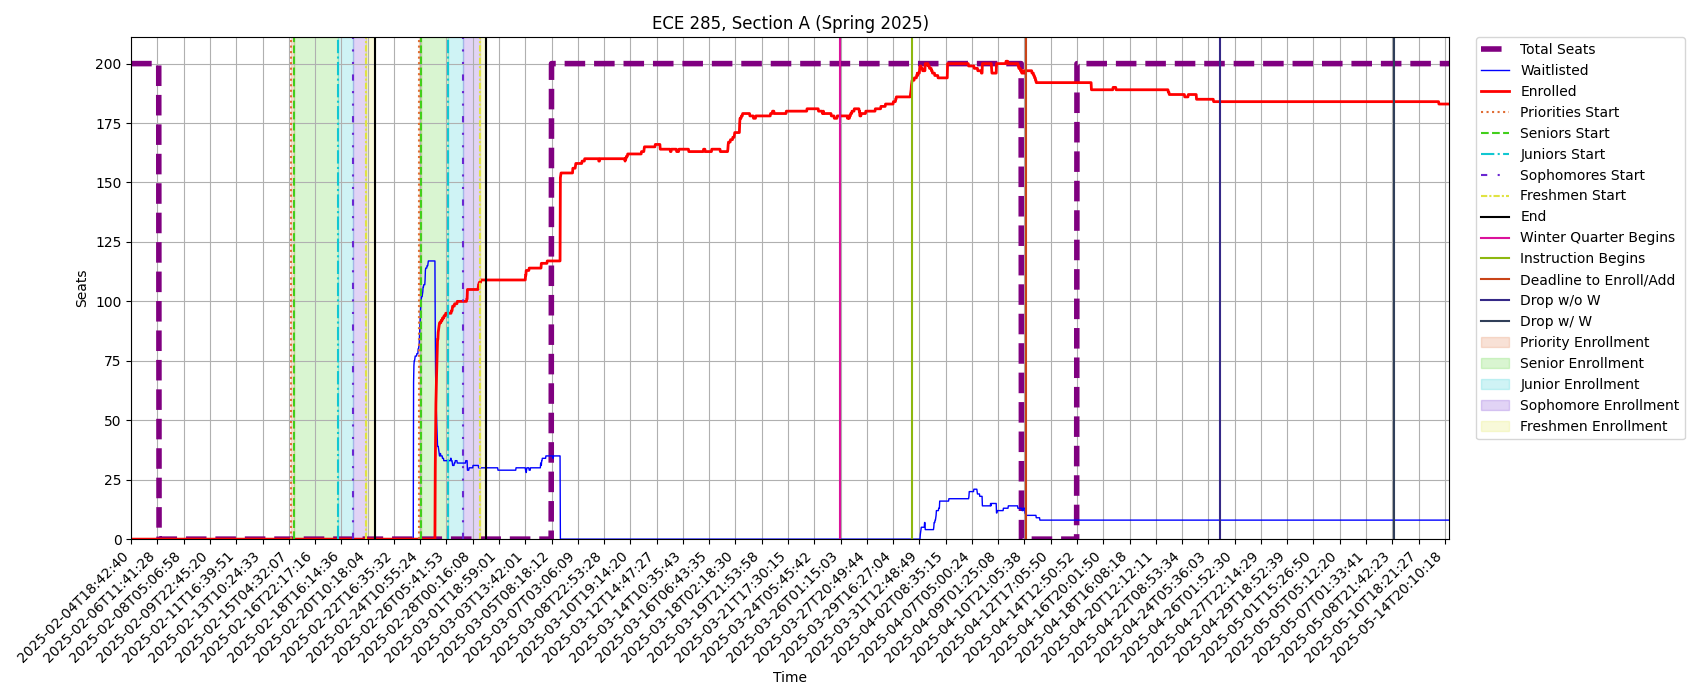 ECE 285, Section A (Spring 2025)
Seats
200
175
150
125
100
75
50
25
0
2025-02-04T18:42:40
2025-02-06T11:41:28
2025-02-08T05:06:58
2025-02-09T22:45:20
2025-02-11T16:39:51
2025-02-13T10:24:33
2025-02-15T04:32:07
2025-02-16T22:17:16
2025-02-18T16:14:36
2025-02-20T10:18:04
2025-02-22T16:35:32
2025-02-24T10:55:24
2025-02-26T05:41:53
2025-02-28T00:16:08
2025-03-01T18:59:01
2025-03-03T13:42:01
2025-03-05T08:18:12
2025-03-07T03:06:09
2025-03-08T22:53:28
2025-03-10T19:14:20
2025-03-12T14:47:27
2025-03-14T10:35:43
2025-03-16T06:43:35
2025-03-18T02:18:30
2025-03-19T21:53:58
2025-03-21T17:30:15
2025-03-24T05:45:42
2025-03-26T01:15:03
2025-03-27T20:49:44
2025-03-29T16:27:04
2025-03-31T12:48:49
2025-04-02T08:35:15
2025-04-07T05:00:24
2025-04-09T01:25:08
2025-04-10T21:05:38
2025-04-12T17:05:50
2025-04-14T12:50:52
2025-04-16T20:01:50
2025-04-18T16:08:18
2025-04-20T12:12:11
2025-04-22T08:53:34
2025-04-24T05:36:03
2025-04-26T01:52:30
2025-04-27T22:14:29
2025-04-29T18:52:39
2025-05-01T15:26:50
2025-05-05T05:12:20
2025-05-07T01:33:41
2025-05-08T21:42:23
2025-05-10T18:21:27
2025-05-14T20:10:18
Time
Total Seats
Waitlisted
Enrolled
Priorities Start
Seniors Start
Juniors Start
Sophomores Start
Freshmen Start
End
Winter Quarter Begins
Instruction Begins
Deadline to Enroll/Add
Drop w/o W
Drop w/ W
Priority Enrollment
Senior Enrollment
Junior Enrollment
Sophomore Enrollment
Freshmen Enrollment